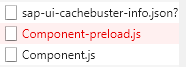 sap-ui-cachebuster-info.json?
Component-preload.js
Component.js